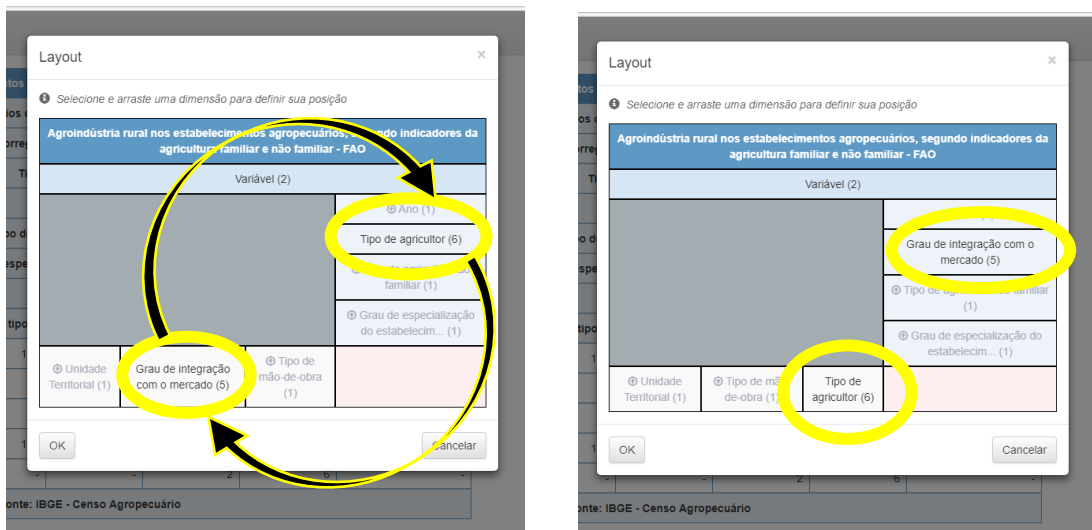 Layout
×
Selecione e arraste uma dimensão para definir sua posição
Agroindústria rural nos estabelecimentos agropecuários, segundo indicadores da
agricultura familiar e não familiar - FAO
Variável (2)
Ano (1)
Tipo de agricultor (6)
familiar (1)
Grau de especialização
do estabelecim... (1)
Unidade
Territorial (1)
Grau de integração
com o mercado (5)
Tipo de
mão-de-obra
(1)
OK
Cancelar
- - 2 6 -
onte: IBGE - Censo Agropecuário
Layout
×
Selecione e arraste uma dimensão para definir sua posição
Agroindústria rural nos estabelecimentos agropecuários, segundo indicadores da
agricultura familiar e não familiar - FAO
Variável (2)
Grau de integração com o
mercado (5)
Tipo de familiar
(1)
Grau de especialização do
estabelecim... (1)
Unidade
Territorial (1)
Tipo de
de-obra (1)
Tipo de
agricultor (6)
OK
Cancelar
- - 2 6 -
onte: IBGE - Censo Agropecuário